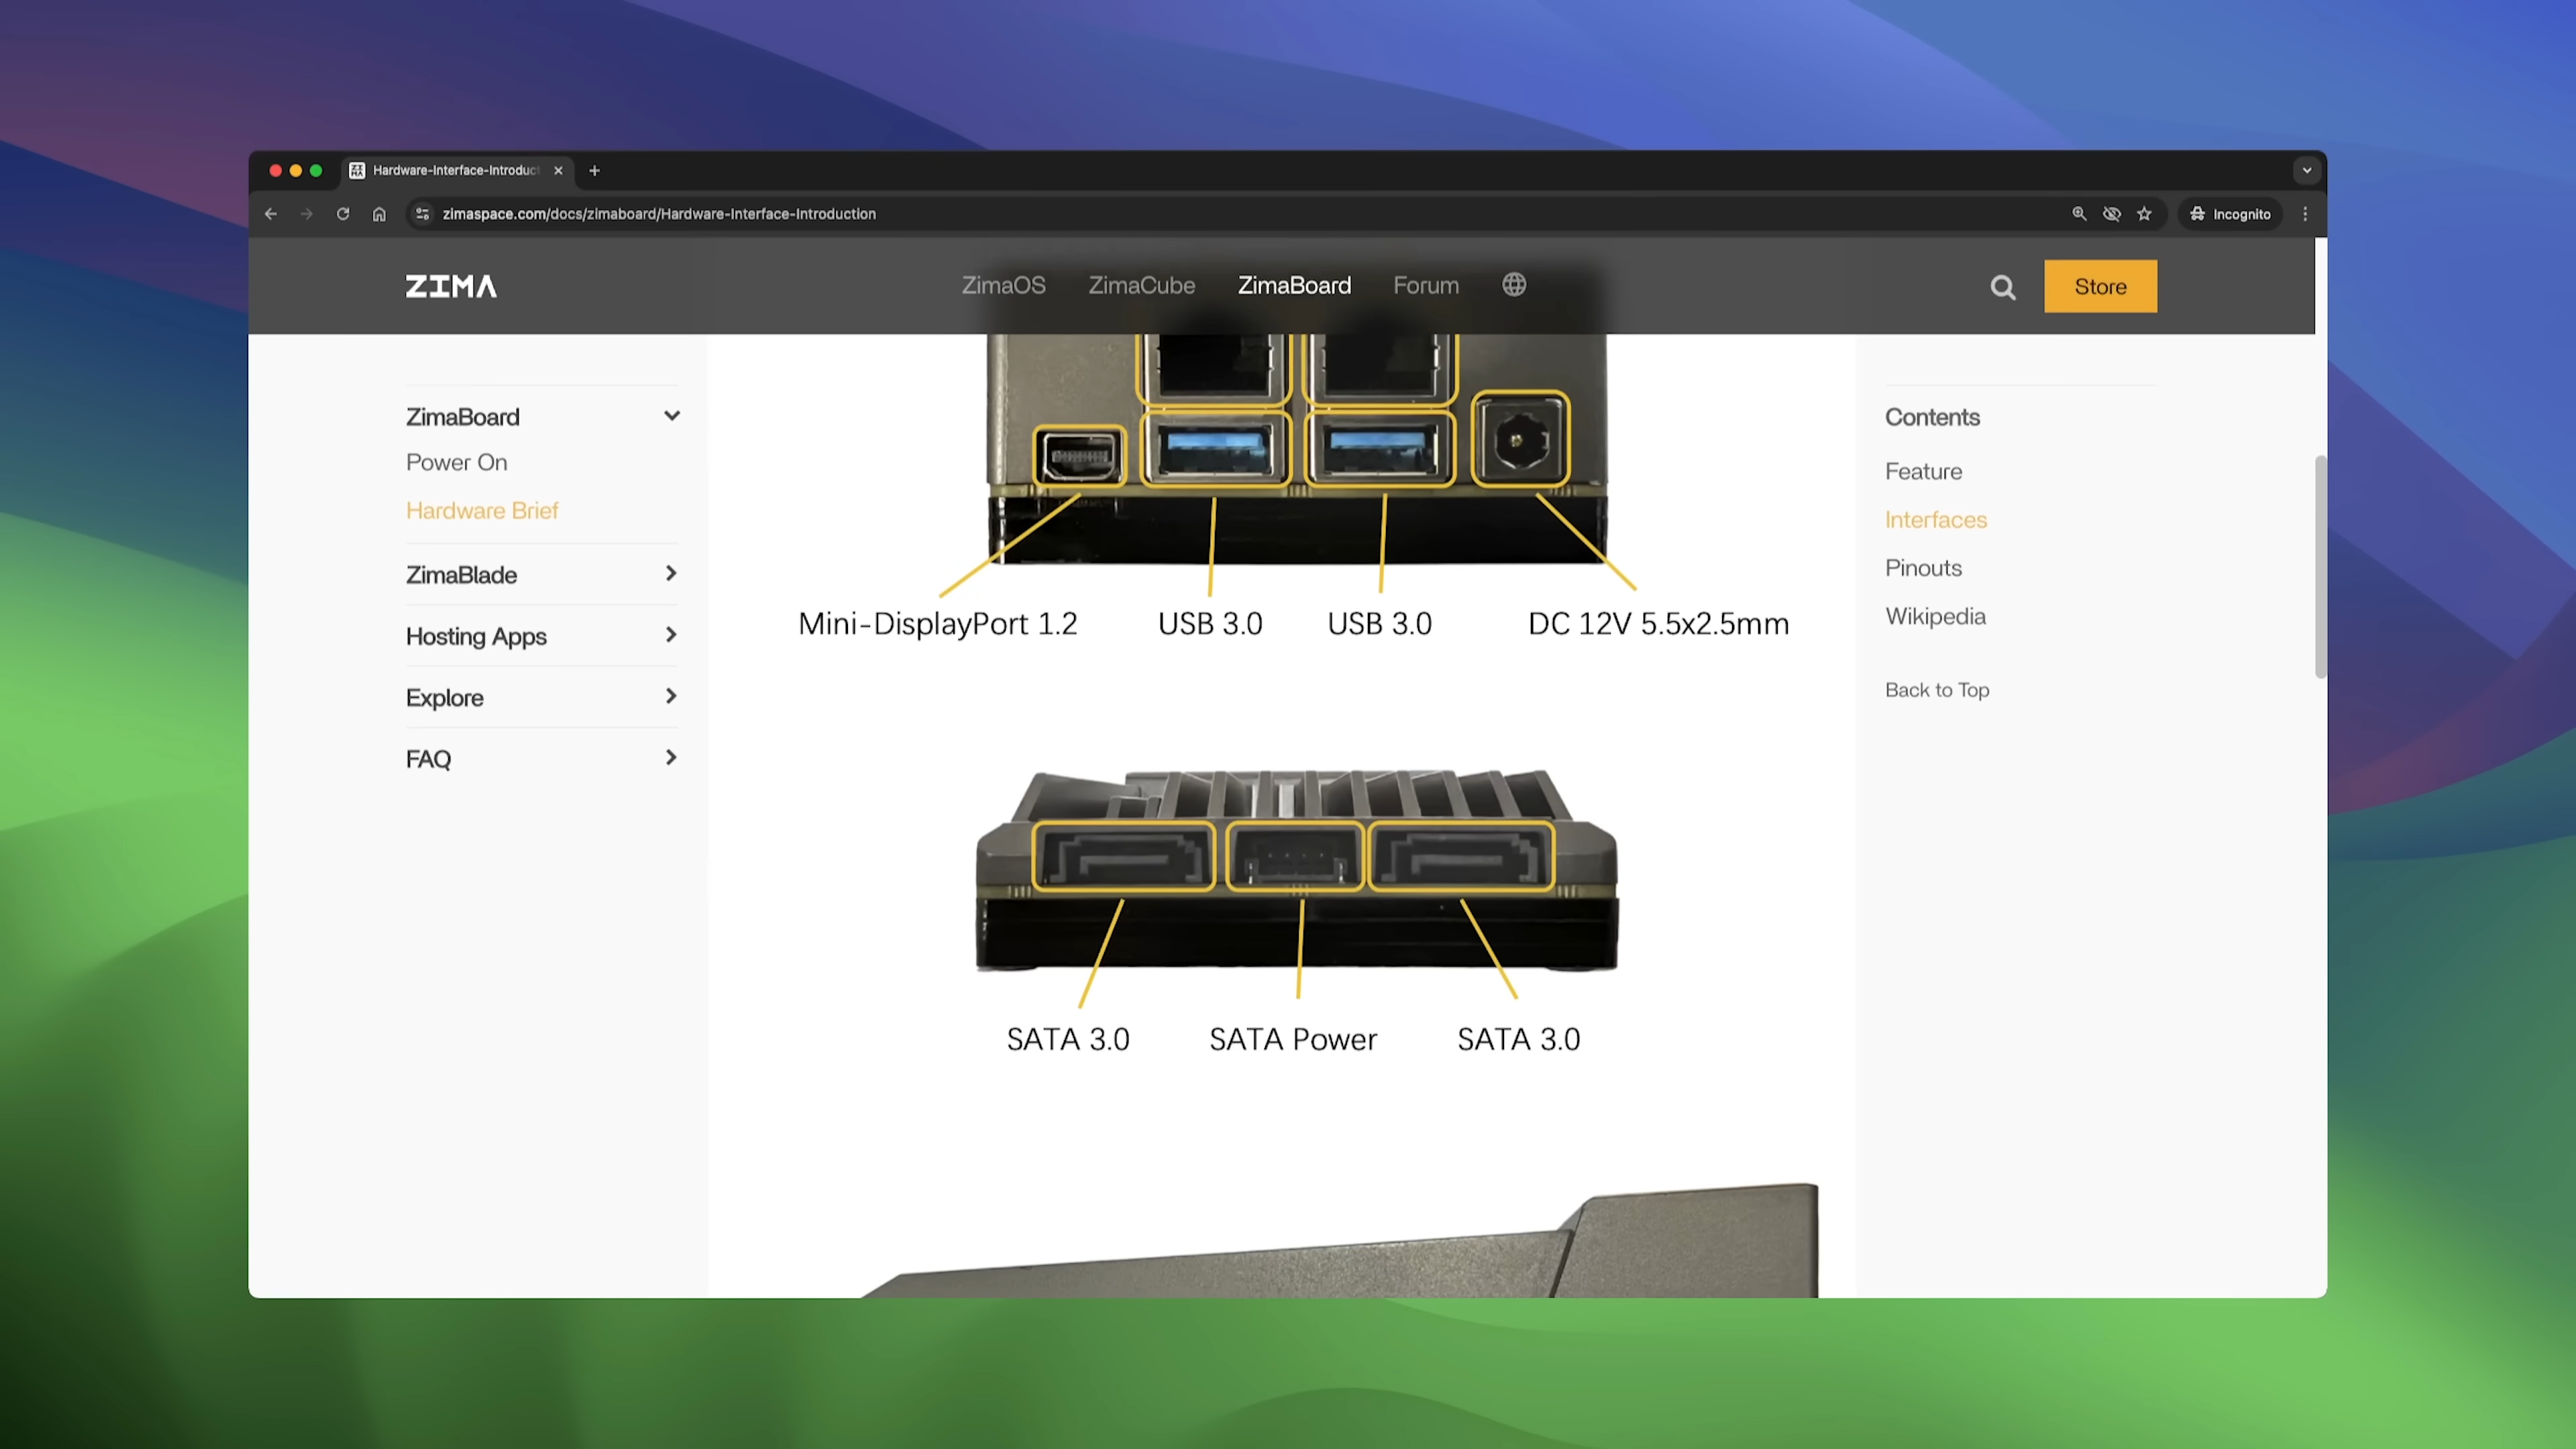 Hardware-Interface-Introduct
zimaspace.com/docs/zimaboard/Hardware-Interface-Introduction
Incognito
ZIMA
ZimaOS
ZimaCube
ZimaBoard
Forum
Store
ZimaBoard
Power On
Hardware Brief
ZimaBlade
Hosting Apps
Explore
FAQ
Mini-DisplayPort 1.2
USB 3.0
USB 3.0
DC 12V 5.5x2.5mm
SATA 3.0
SATA Power
SATA 3.0
Contents
Feature
Interfaces
Pinouts
Wikipedia
Back to Top